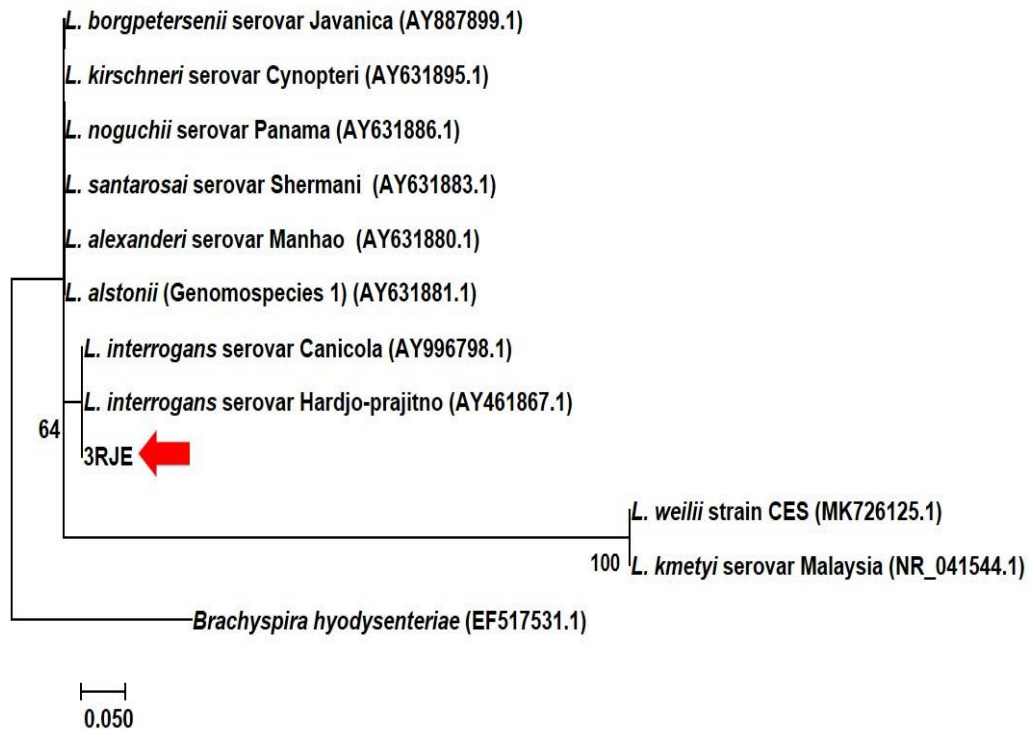 L. borgpetersenii serovar Javanica (AY887899.1)
L. kirschneri serovar Cynopteri (AY631895.1)
L. noguchii serovar Panama (AY631886.1)
L. santarosai serovar Shermani (AY631883.1)
L. alexanderi serovar Manhao (AY631880.1)
L. alstonii (Genomospecies 1) (AY631881.1)
L. interrogans serovar Canicola (AY996798.1)
L. interrogans serovar Hardjo-prajitno (AY461867.1)
64
3RJE
L. weilii strain CES (MK726125.1)
100
L. kmetyi serovar Malaysia (NR_041544.1)
Brachyspira hyodysenteriae (EF517531.1)
0.050